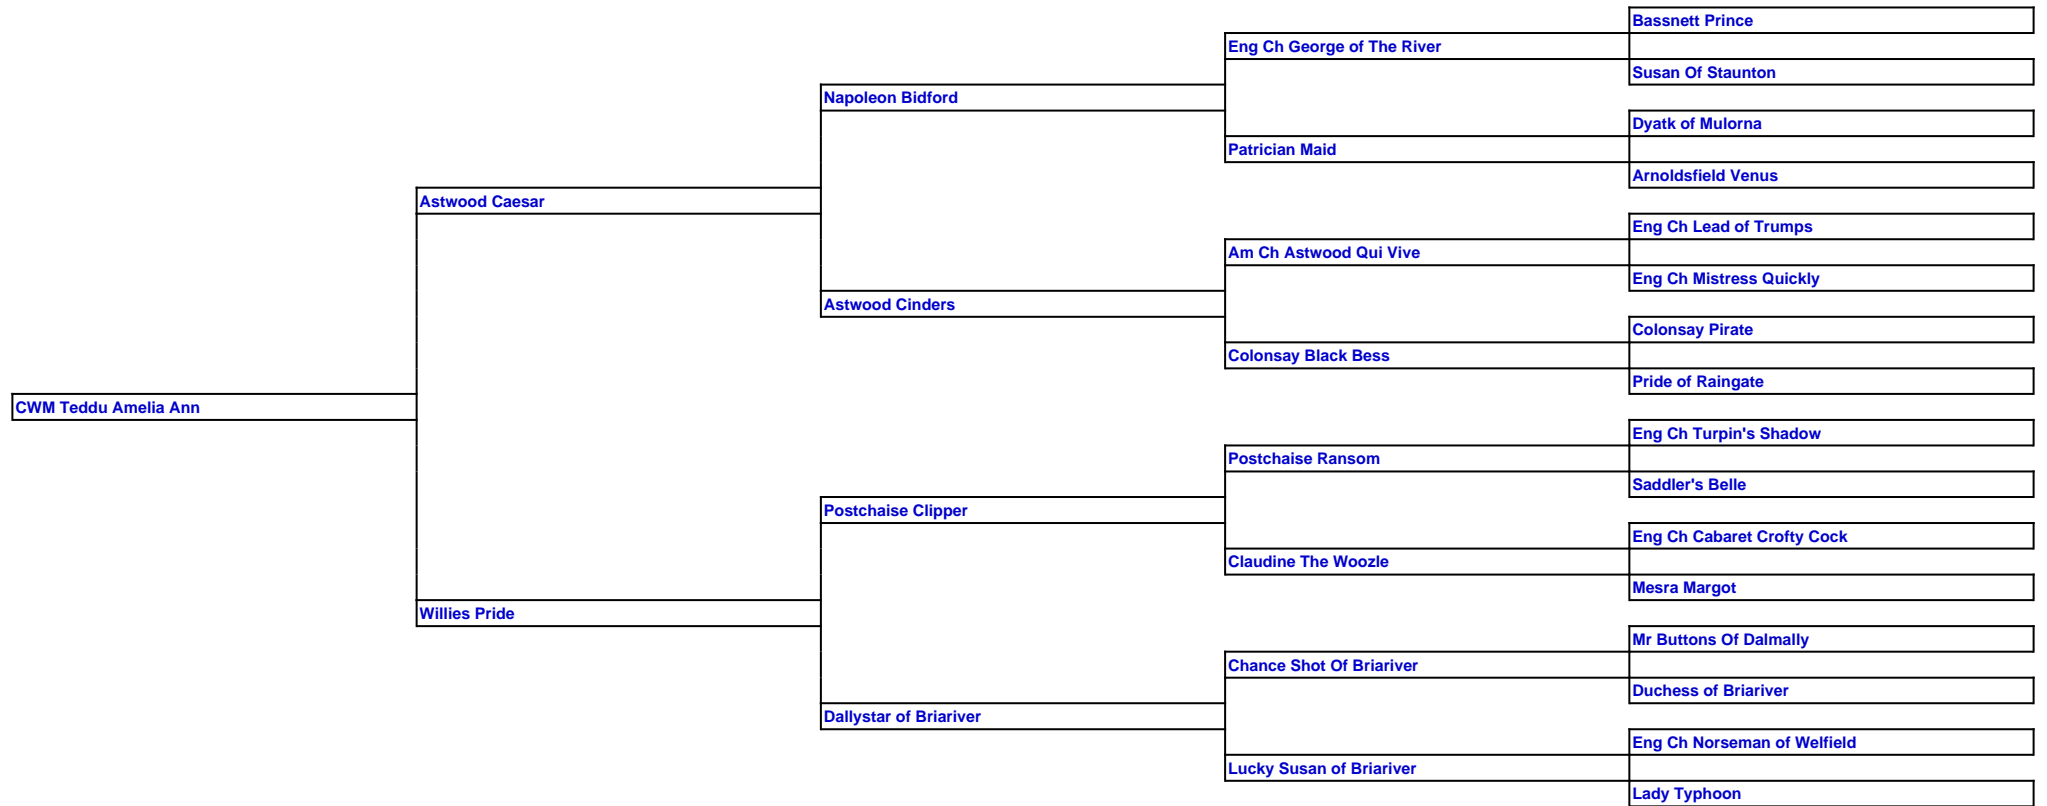 Bassnett Prince
Eng Ch George of The River
Susan Of Staunton
Napoleon Bidford
Dyatk of Mulorna
Patrician Maid
Arnoldsfield Venus
Astwood Caesar
Eng Ch Lead of Trumps
Am Ch Astwood Qui Vive
Eng Ch Mistress Quickly
Astwood Cinders
Colonsay Pirate
Colonsay Black Bess
Pride of Raingate
CWM Teddu Amelia Ann
Eng Ch Turpin's Shadow
Postchaise Ransom
Saddler's Belle
Postchaise Clipper
Eng Ch Cabaret Crofty Cock
Claudine The Woozle
Mesra Margot
Willies Pride
Mr Buttons Of Dalmally
Chance Shot Of Briariver
Duchess of Briariver
Dallystar of Briariver
Eng Ch Norseman of Welfield
Lucky Susan of Briariver
Lady Typhoon